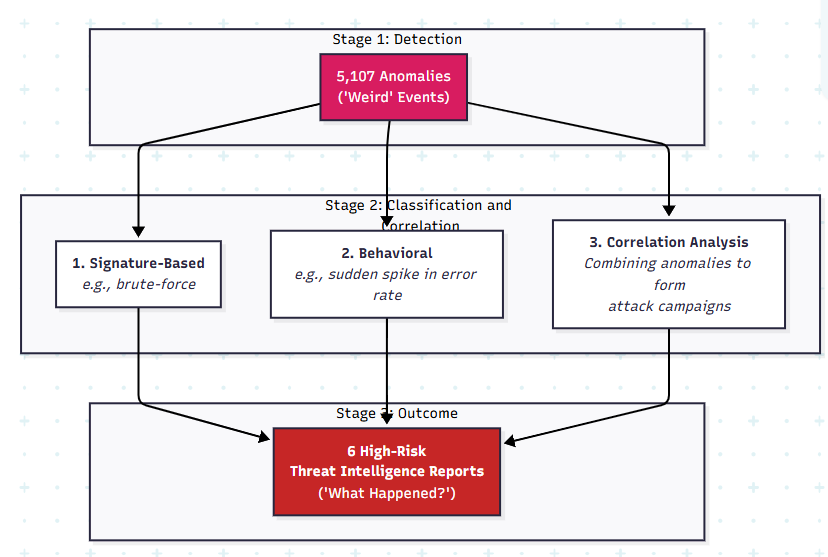 Stage 1: Detection
5,107 Anomalies
('Weird' Events)
Stage 2: Classification and
Correlation
1. Signature-Based
e.g., brute-force
2. Behavioral
e.g., sudden spike in error
rate
3. Correlation Analysis
Combining anomalies to
form
attack campaigns
Stage 3: Outcome
6 High-Risk
Threat Intelligence Reports
('What Happened?')